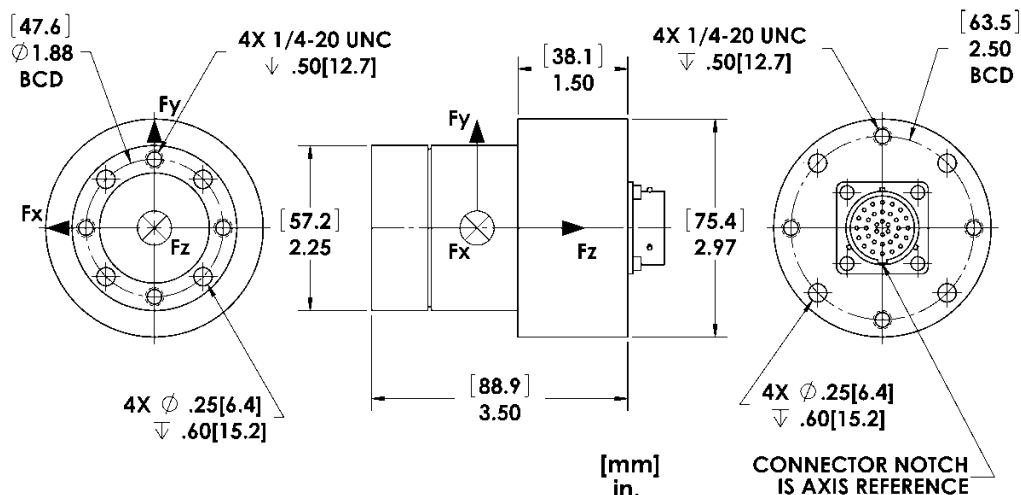 [47.6]
∅1.88
BCD
4X 1/4-20 UNC
↧ .50[12.7]
Fy
Fx
Fz
4X ∅ .25[6.4]
↧ .60[15.2]
[38.1]
1.50
Fy
[57.2]
2.25
Fx
Fz
[75.4]
2.97
[88.9]
3.50
4X 1/4-20 UNC
↧ .50[12.7]
[63.5]
2.50
BCD
4X ∅ .25[6.4]
↧ .60[15.2]
[mm]
in.
CONNECTOR NOTCH
IS AXIS REFERENCE